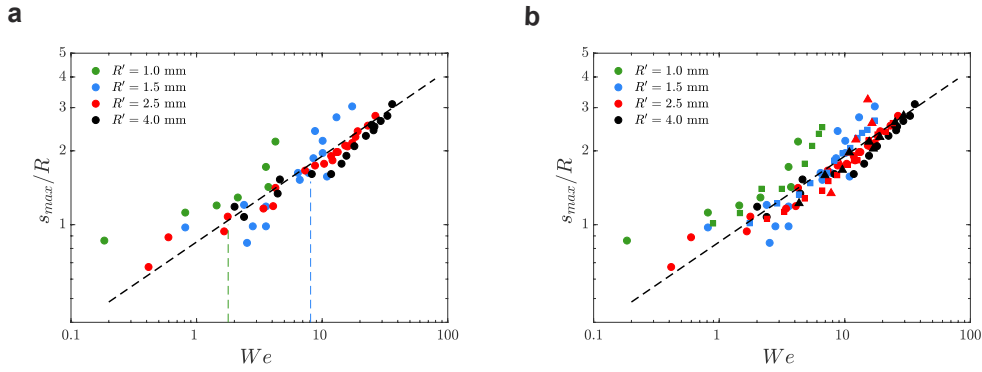 a
5
4
3
2
1
s_max/R
R′ = 1.0 mm
R′ = 1.5 mm
R′ = 2.5 mm
R′ = 4.0 mm
0.1
1
10
100
We
b
5
4
3
2
1
s_max/R
R′ = 1.0 mm
R′ = 1.5 mm
R′ = 2.5 mm
R′ = 4.0 mm
0.1
1
10
100
We